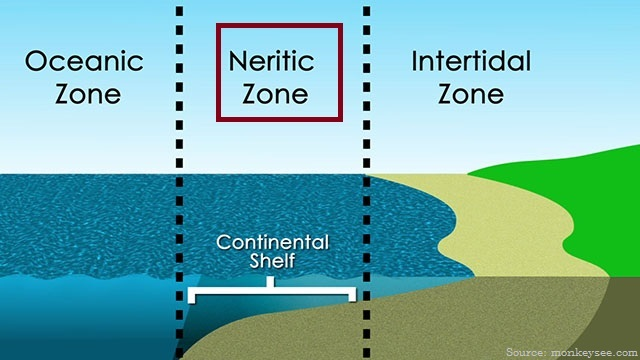 Oceanic
Zone
Neritic
Zone
Intertidal
Zone
Continental
Shelf
Source: monkeysee.com